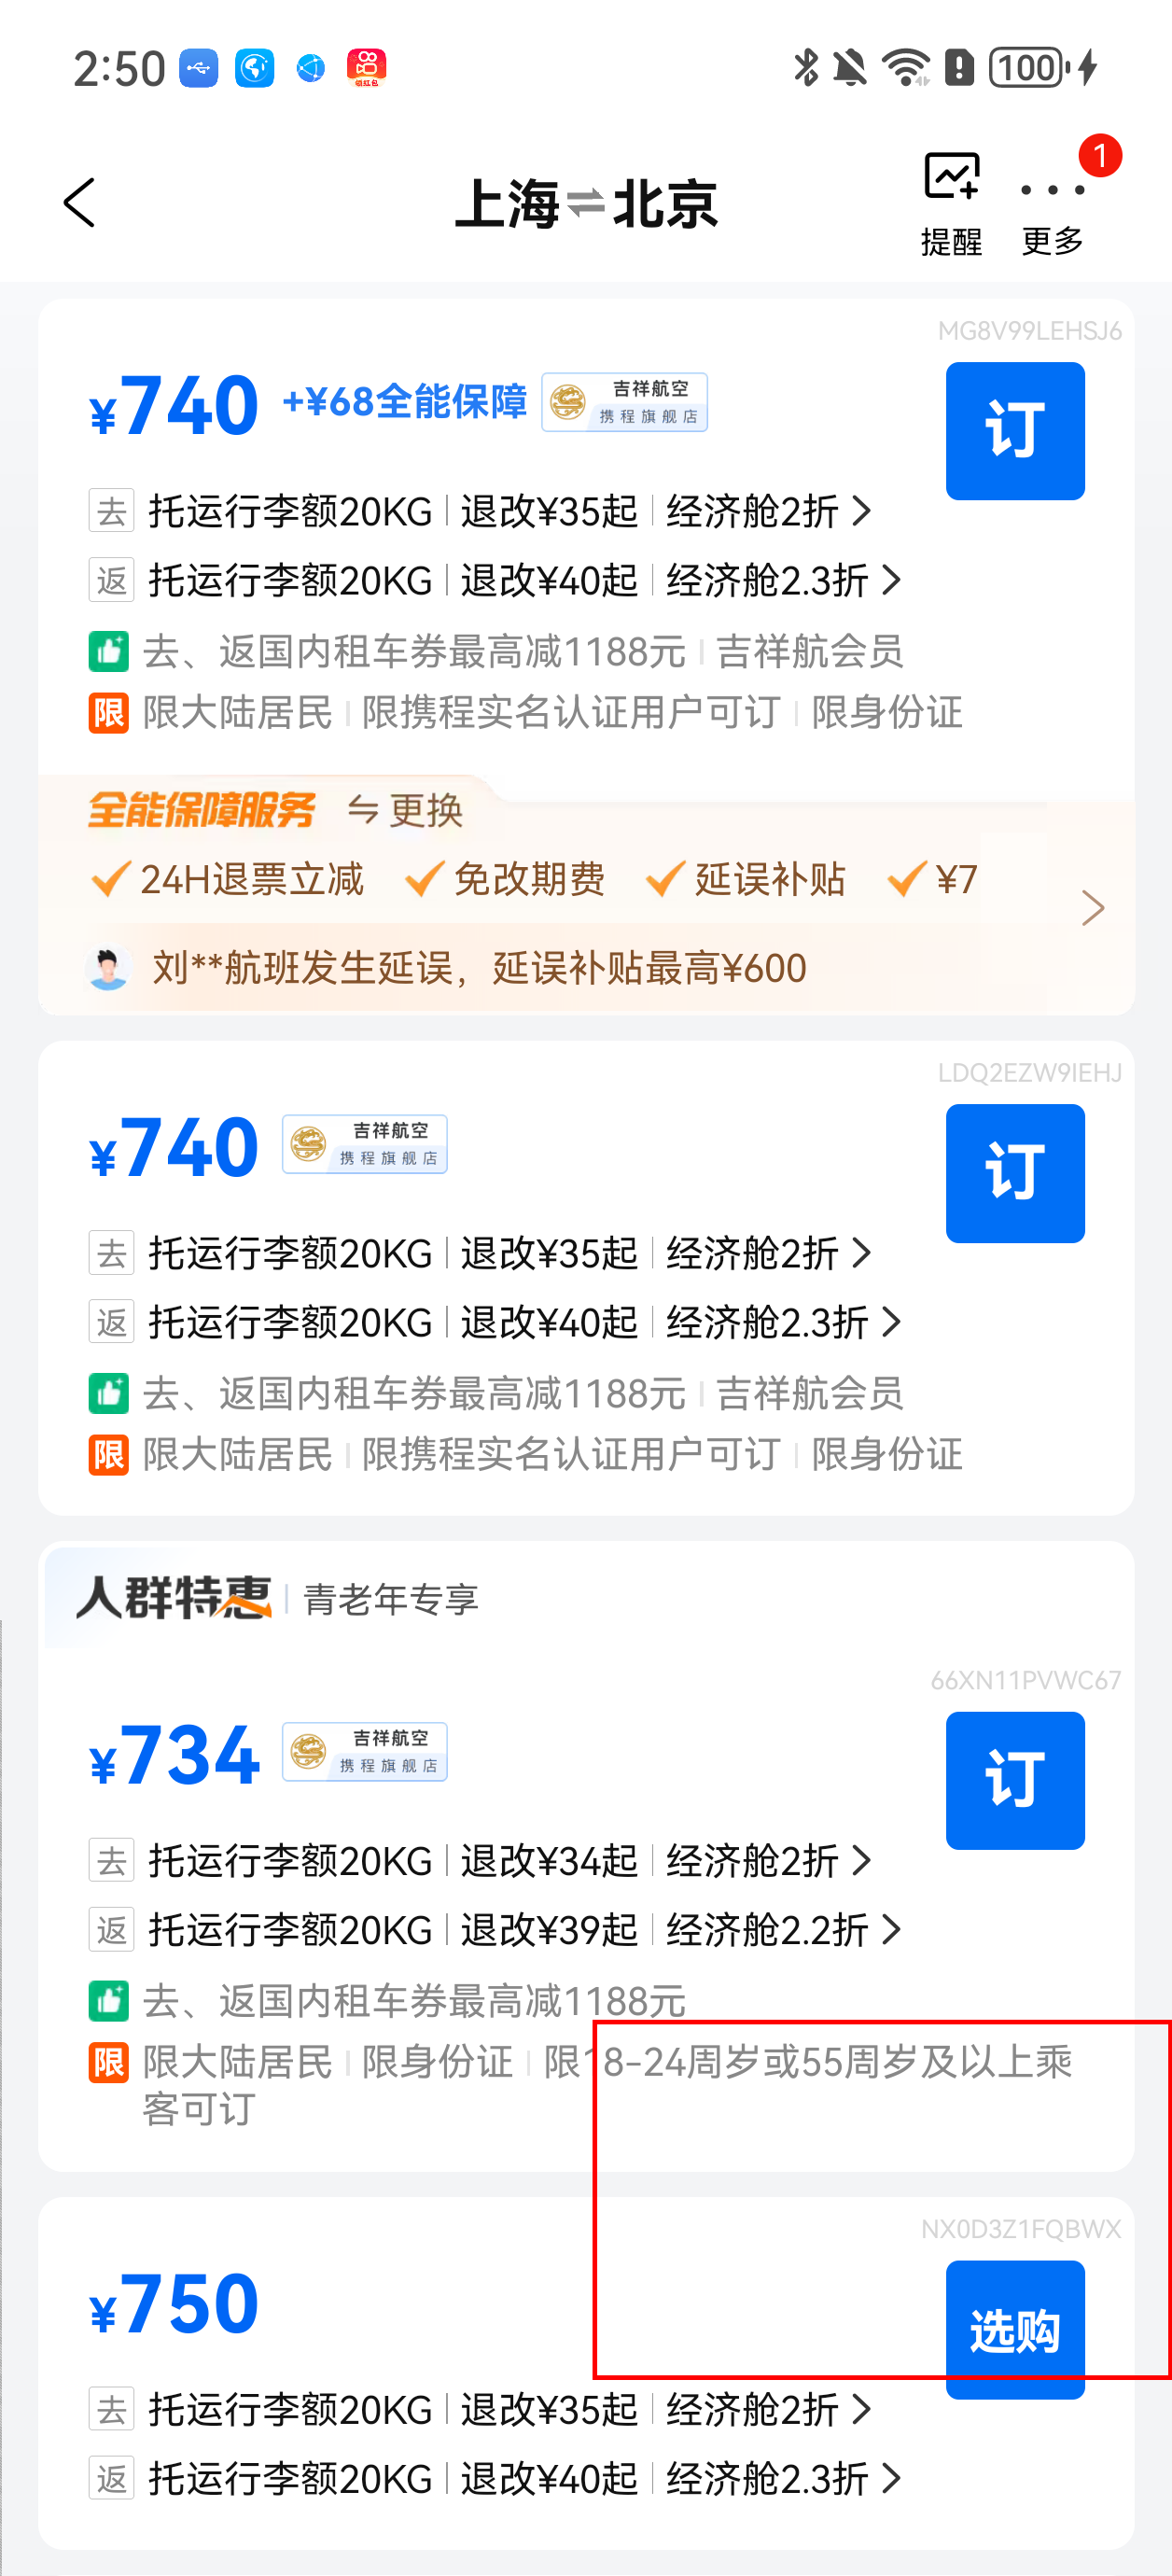 2:50
领红包
100
上海⇌北京
提醒
更多
1
MG8V99LEHSJ6
¥740 +¥68全能保障 吉祥航空 携程旗舰店
订
去 托运行李额20KG | 退改¥35起 | 经济舱2折 >
返 托运行李额20KG | 退改¥40起 | 经济舱2.3折 >
去、返国内租车券最高减1188元 | 吉祥航会员
限 限大陆居民 | 限携程实名认证用户可订 | 限身份证
全能保障服务 ⇋更换
24H退票立减 免改期费 延误补贴 ¥7
刘**航班发生延误，延误补贴最高¥600
LDQ2EZW9IEHJ
¥740 吉祥航空 携程旗舰店
订
去 托运行李额20KG | 退改¥35起 | 经济舱2折 >
返 托运行李额20KG | 退改¥40起 | 经济舱2.3折 >
去、返国内租车券最高减1188元 | 吉祥航会员
限 限大陆居民 | 限携程实名认证用户可订 | 限身份证
人群特惠 | 青老年专享
66XN11PVWC67
¥734 吉祥航空 携程旗舰店
订
去 托运行李额20KG | 退改¥34起 | 经济舱2折 >
返 托运行李额20KG | 退改¥39起 | 经济舱2.2折 >
去、返国内租车券最高减1188元
限 限大陆居民 | 限身份证 | 限18-24周岁或55周岁及以上乘
客可订
NX0D3Z1FQBWX
¥750
选购
去 托运行李额20KG | 退改¥35起 | 经济舱2折 >
返 托运行李额20KG | 退改¥40起 | 经济舱2.3折 >